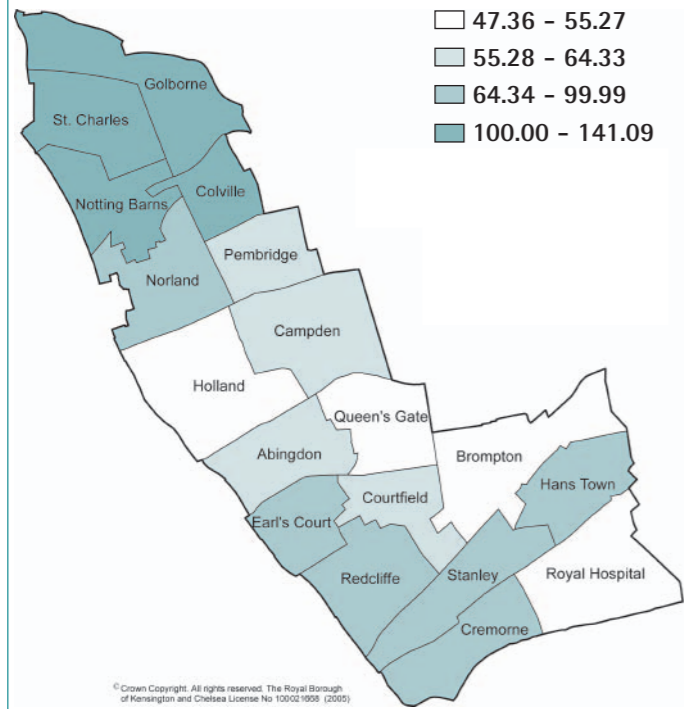 47.36 - 55.27
55.28 - 64.33
64.34 - 99.99
100.00 - 141.09
Golborne
St. Charles
Notting Barns
Colville
Pembridge
Norland
Campden
Holland
Queen's Gate
Abingdon
Brompton
Courtfield
Hans Town
Earl's Court
Redcliffe
Stanley
Royal Hospital
Cremorne
© Crown Copyright. All rights reserved. The Royal Borough
of Kensington and Chelsea License No 100021668 (2005)